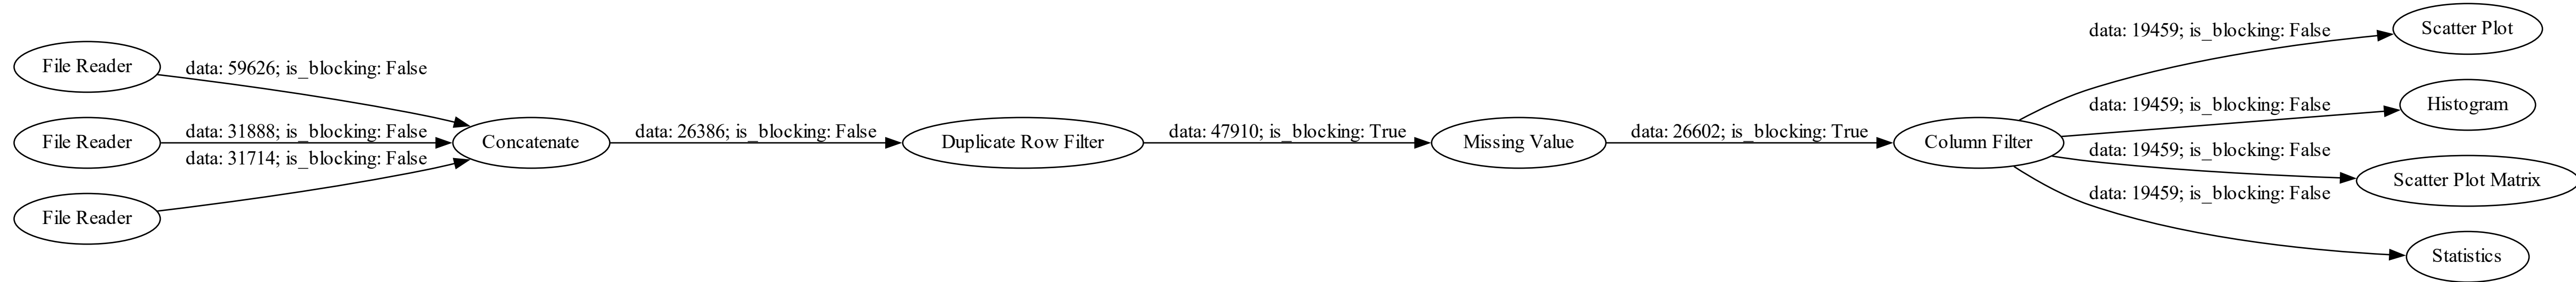 File Reader
data: 59626; is_blocking: False
File Reader
data: 31888; is_blocking: False
File Reader
data: 31714; is_blocking: False
Concatenate
data: 26386; is_blocking: False
Duplicate Row Filter
data: 47910; is_blocking: True
Missing Value
data: 26602; is_blocking: True
Column Filter
data: 19459; is_blocking: False
Scatter Plot
data: 19459; is_blocking: False
Histogram
data: 19459; is_blocking: False
Scatter Plot Matrix
data: 19459; is_blocking: False
Statistics